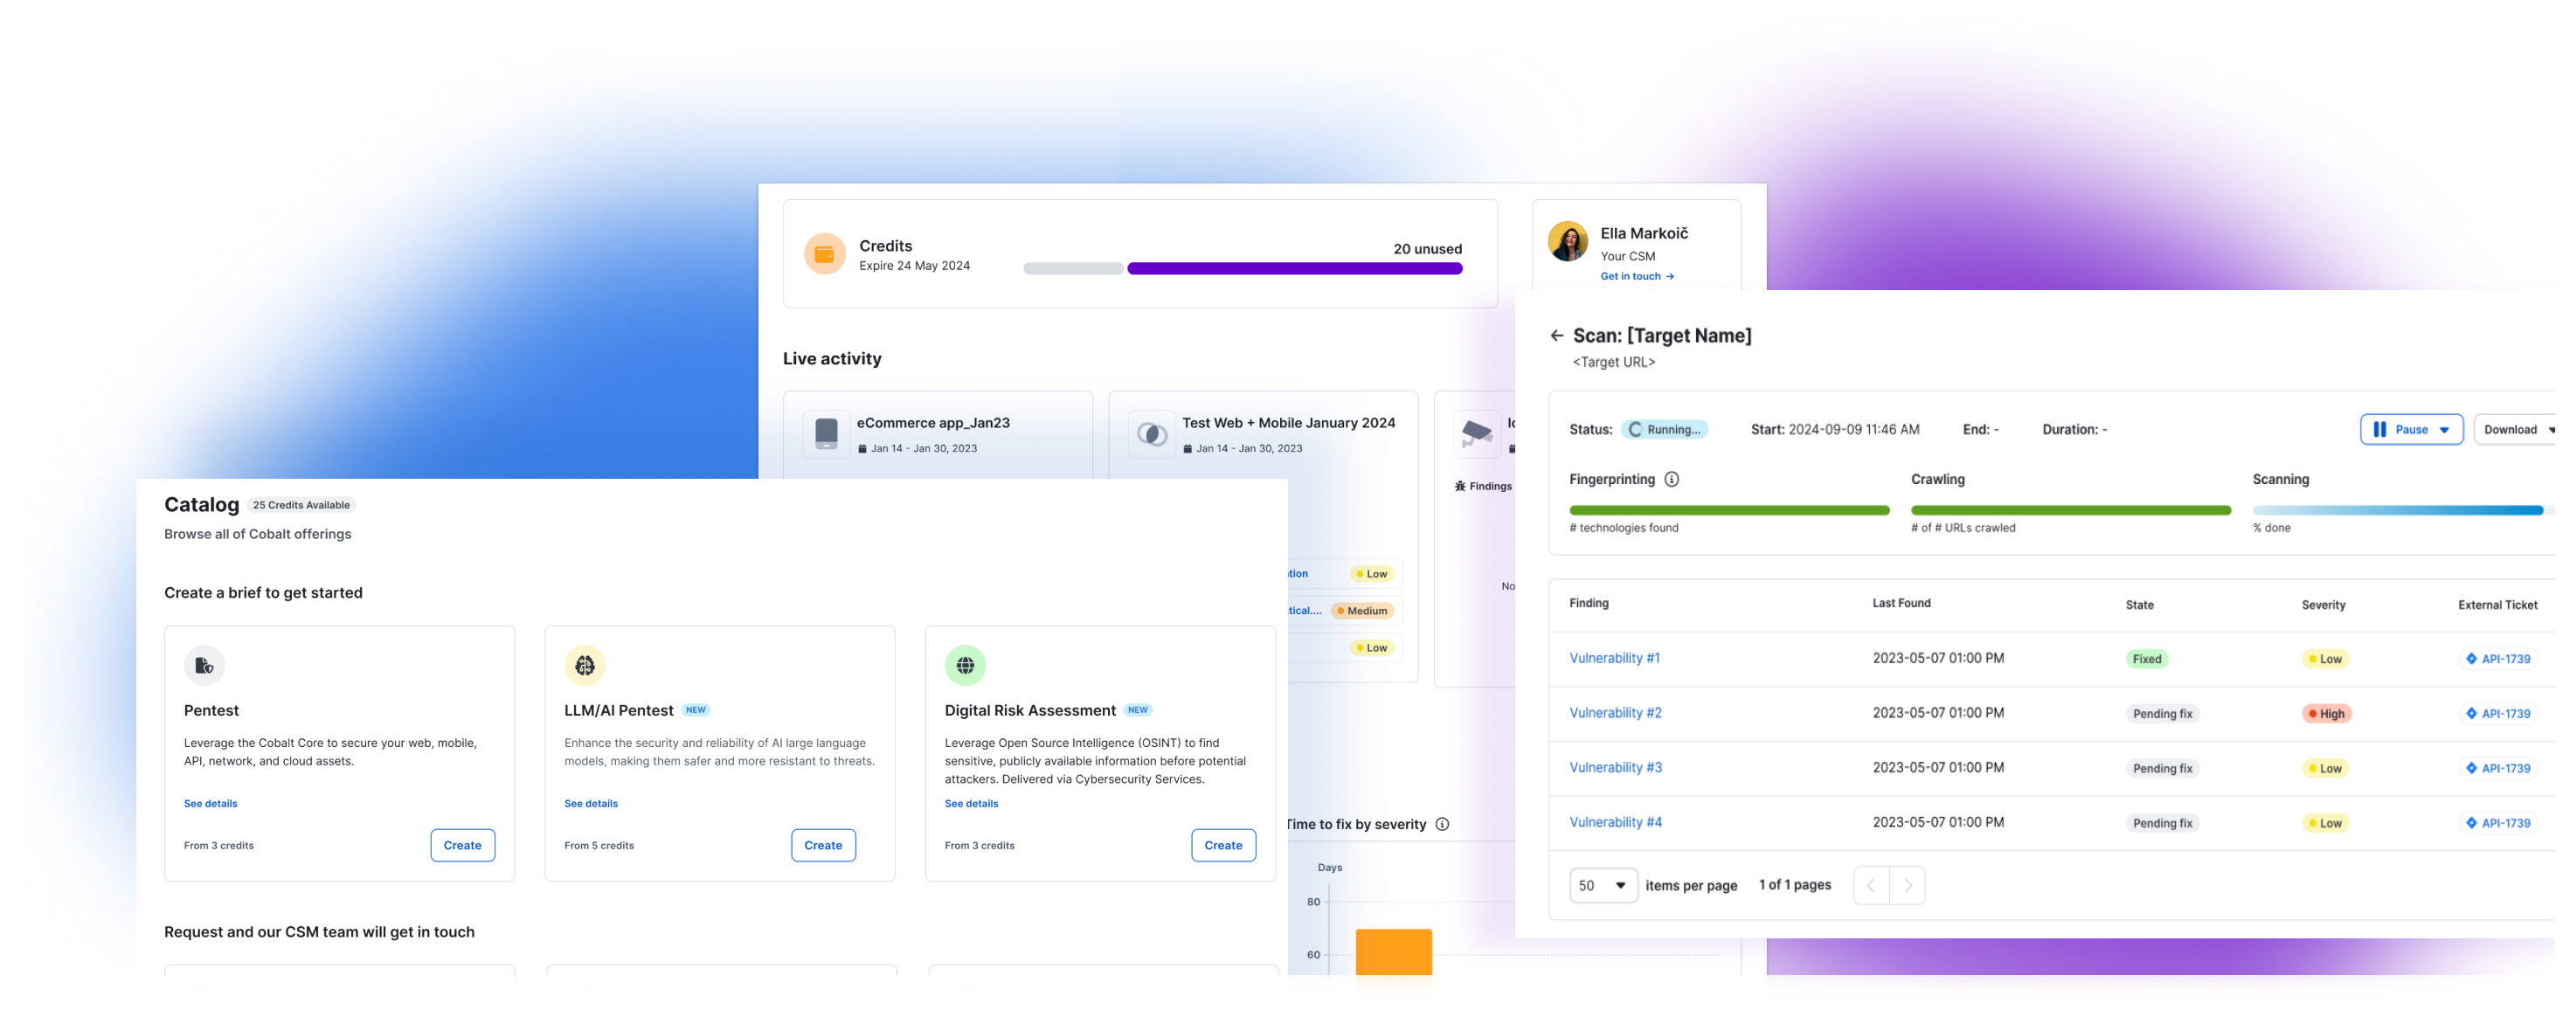 Credits
Expire 24 May 2024
20 unused
Ella Markoič
Your CSM
Get in touch →
Live activity
eCommerce app_Jan23
Jan 14 - Jan 30, 2023
Test Web + Mobile January 2024
Jan 14 - Jan 30, 2023
Findings
No
Low
tical....
Medium
Low
Time to fix by severity
Days
80
60
Catalog
25 Credits Available
Browse all of Cobalt offerings
Create a brief to get started
Pentest
Leverage the Cobalt Core to secure your web, mobile,
API, network, and cloud assets.
See details
From 3 credits
Create
LLM/AI Pentest NEW
Enhance the security and reliability of AI large language
models, making them safer and more resistant to threats.
See details
From 5 credits
Create
Digital Risk Assessment NEW
Leverage Open Source Intelligence (OSINT) to find
sensitive, publicly available information before potential
attackers. Delivered via Cybersecurity Services.
See details
From 3 credits
Create
Request and our CSM team will get in touch
← Scan: [Target Name]
<Target URL>
Status: Running... Start: 2024-09-09 11:46 AM End: - Duration: -
Pause
Download
Fingerprinting
# technologies found
Crawling
# of # URLs crawled
Scanning
% done
Finding Last Found State Severity External Ticket
Vulnerability #1 2023-05-07 01:00 PM Fixed Low API-1739
Vulnerability #2 2023-05-07 01:00 PM Pending fix High API-1739
Vulnerability #3 2023-05-07 01:00 PM Pending fix Low API-1739
Vulnerability #4 2023-05-07 01:00 PM Pending fix Low API-1739
50 items per page 1 of 1 pages